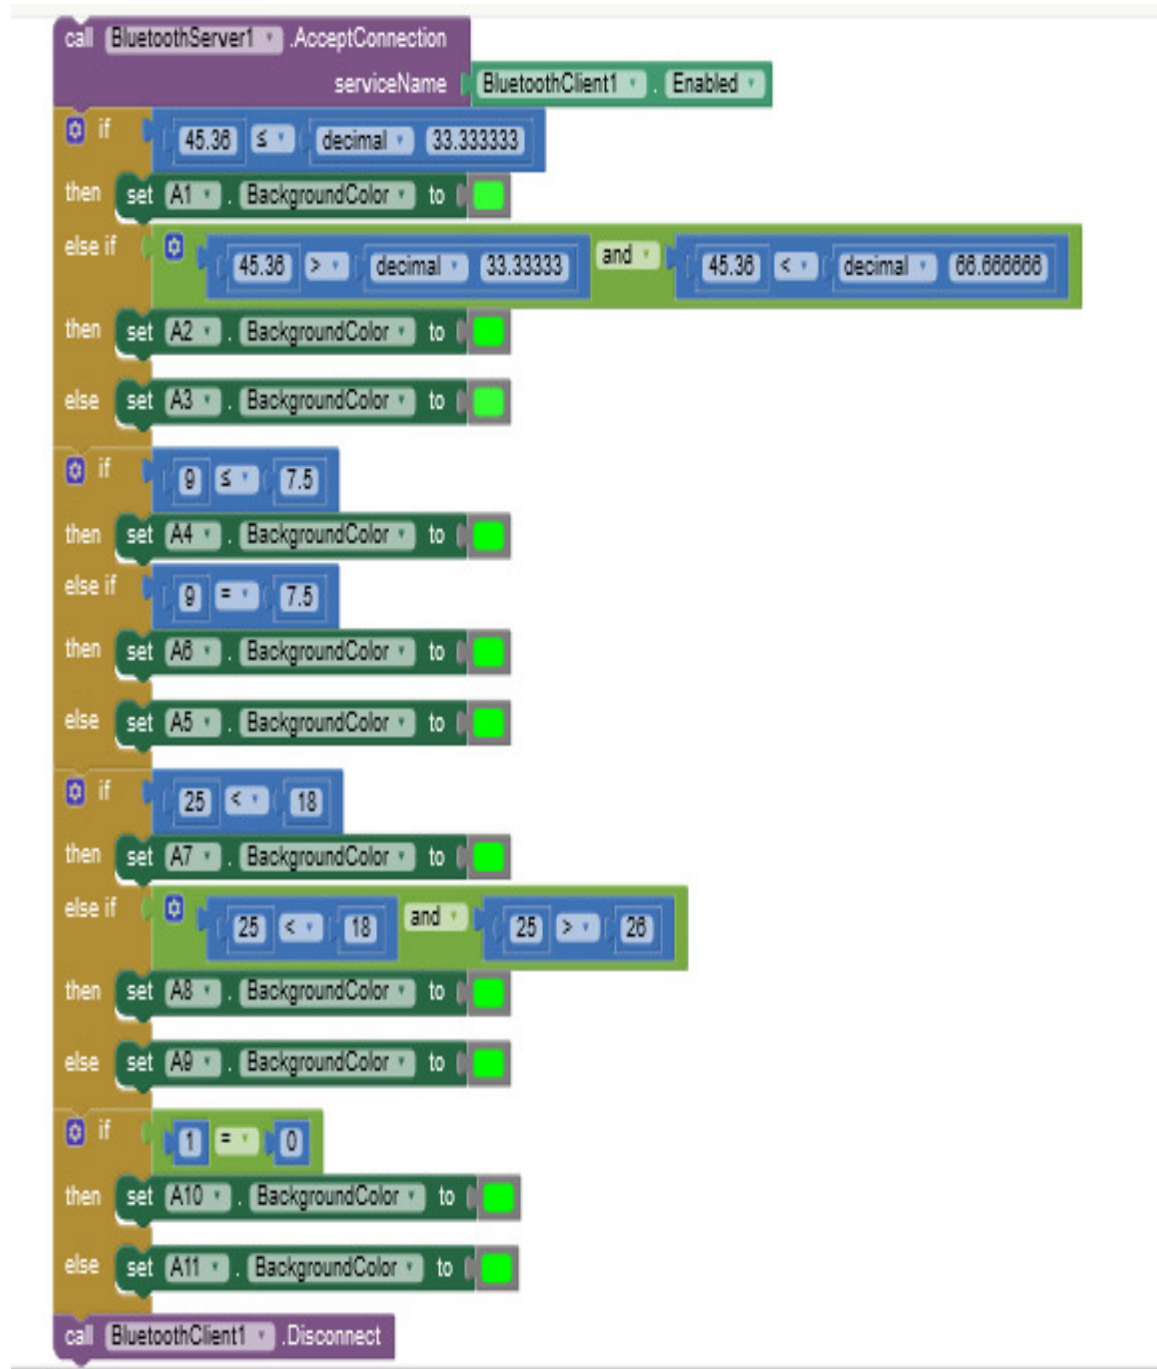 call BluetoothServer1 .AcceptConnection
serviceName BluetoothClient1 . Enabled
if 45.36 ≤ decimal 33.333333
then set A1 . BackgroundColor to
else if 45.36 > decimal 33.33333 and 45.36 < decimal 66.666666
then set A2 . BackgroundColor to
else set A3 . BackgroundColor to
if 9 ≤ 7.5
then set A4 . BackgroundColor to
else if 9 = 7.5
then set A6 . BackgroundColor to
else set A5 . BackgroundColor to
if 25 < 18
then set A7 . BackgroundColor to
else if 25 < 18 and 25 > 26
then set A8 . BackgroundColor to
else set A9 . BackgroundColor to
if 1 = 0
then set A10 . BackgroundColor to
else set A11 . BackgroundColor to
call BluetoothClient1 .Disconnect